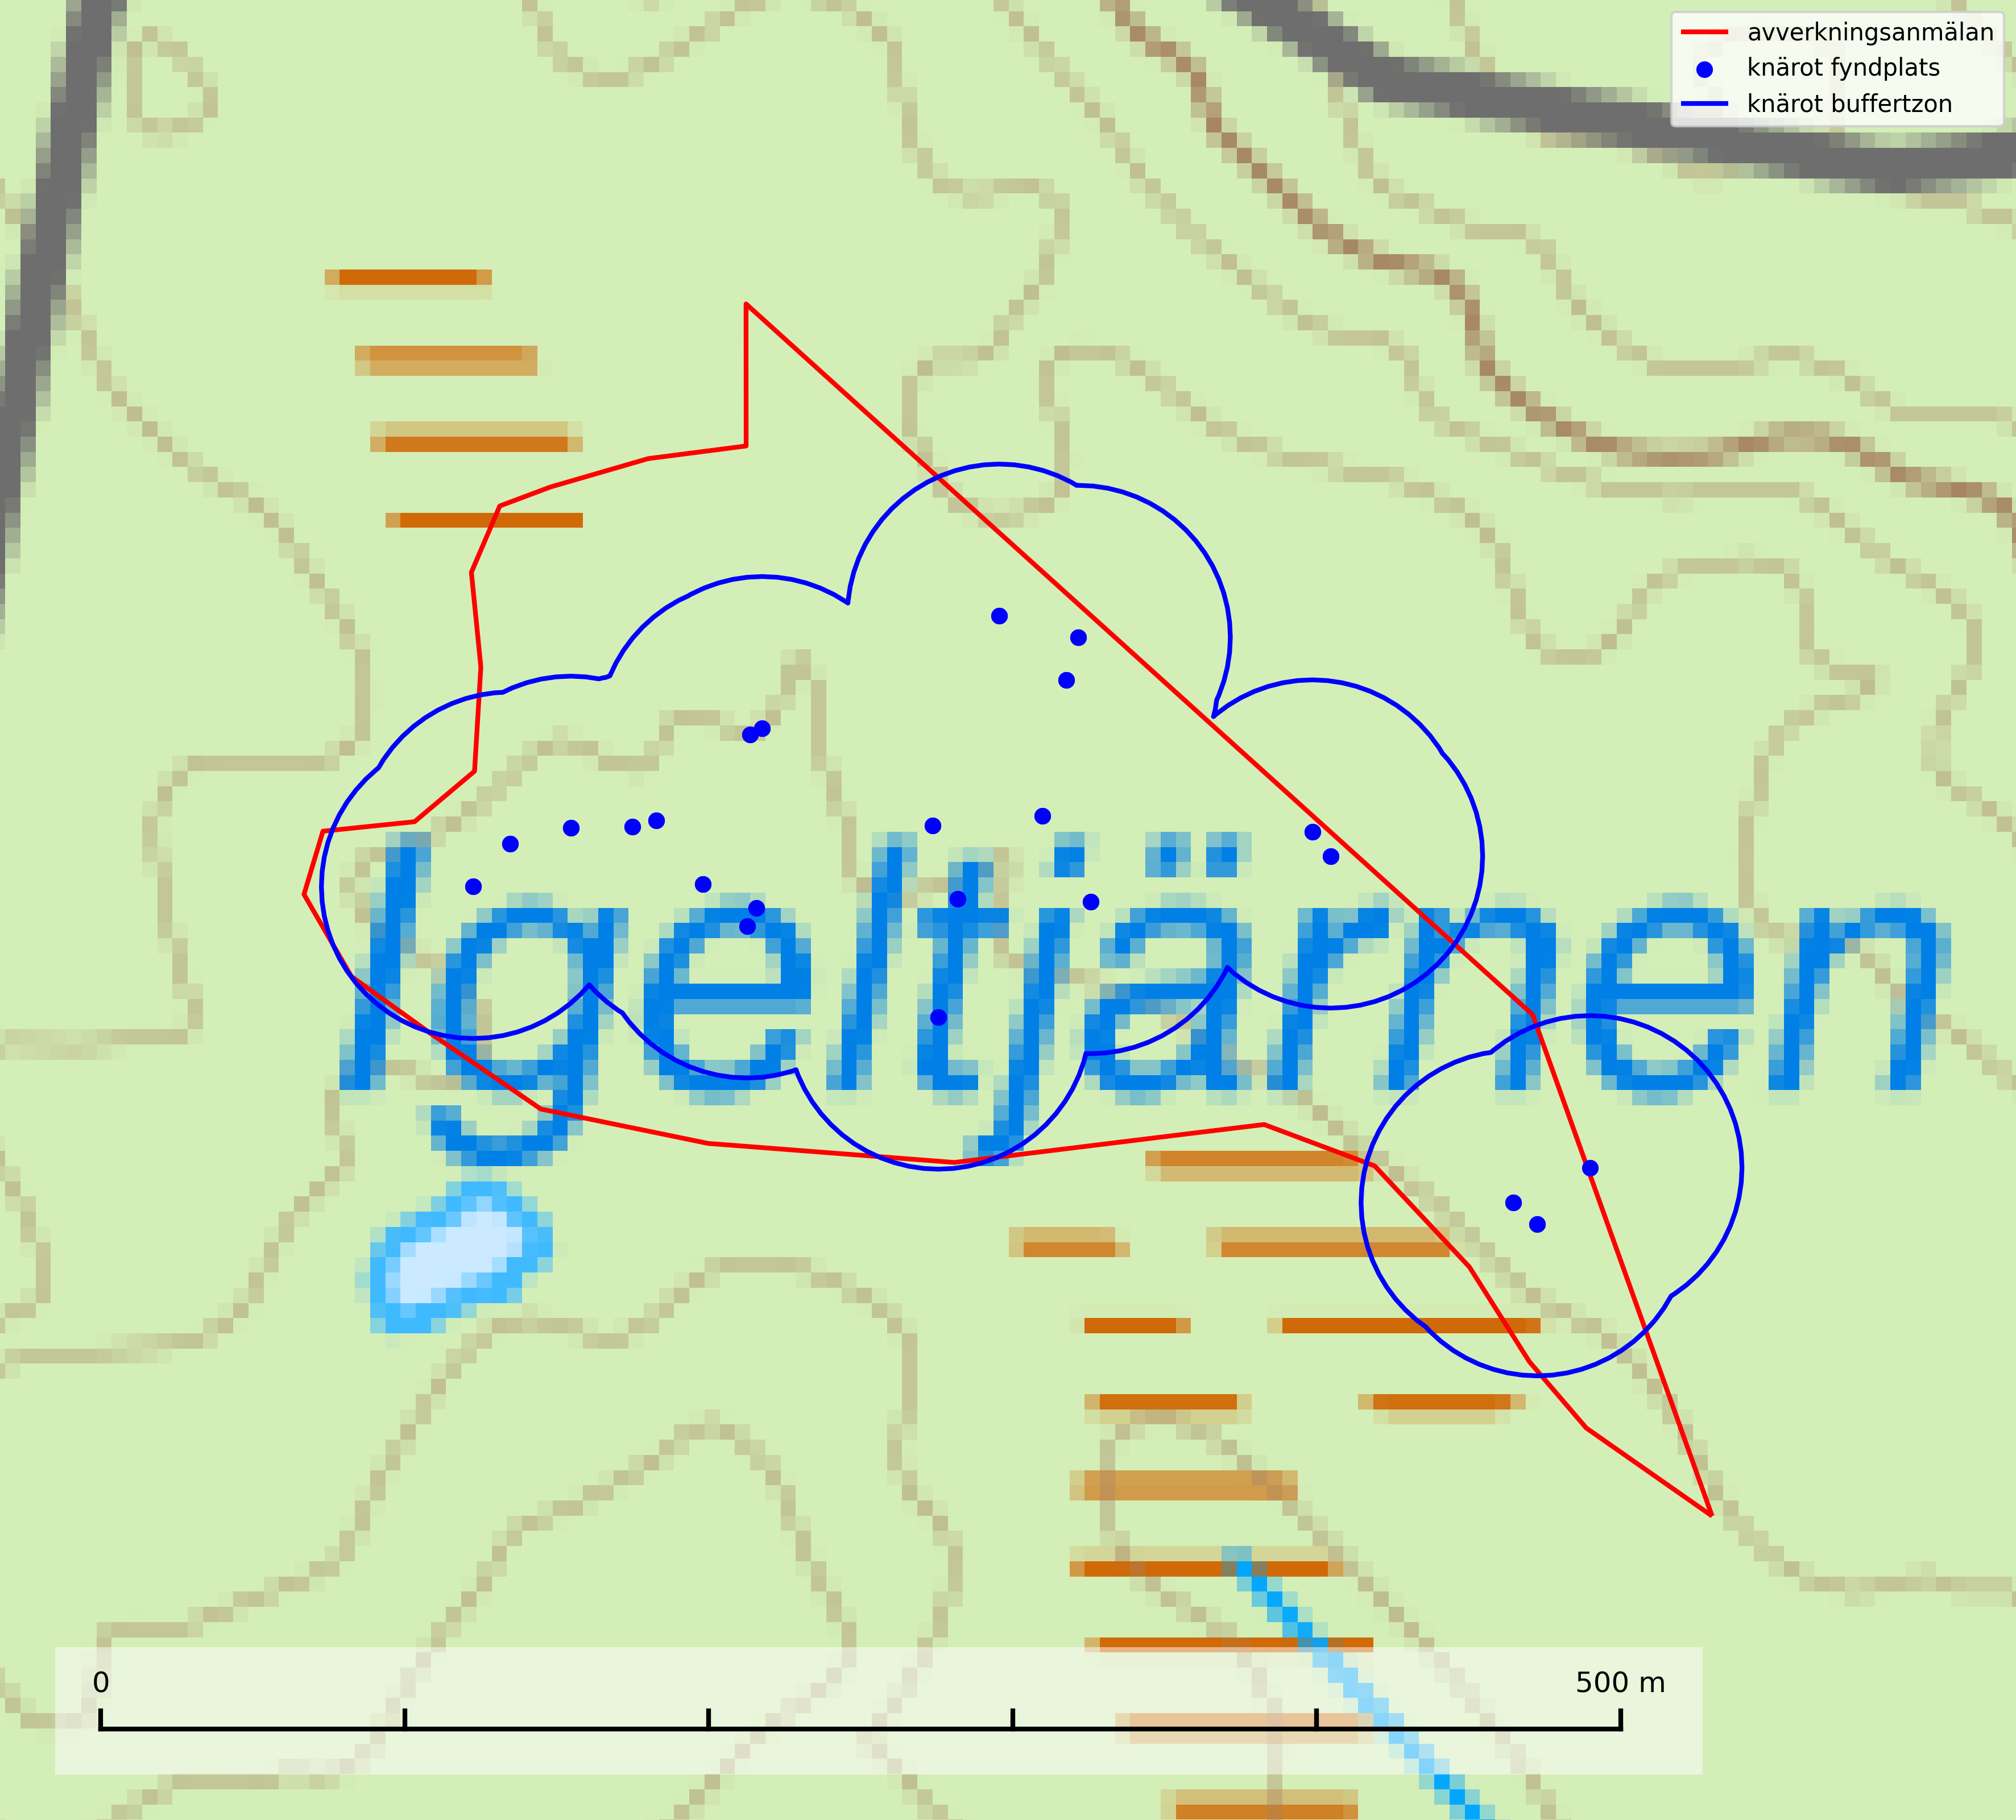 avverkningsanmälan
knärot fyndplats
knärot buffertzon
Igeltjärnen
0 500 m